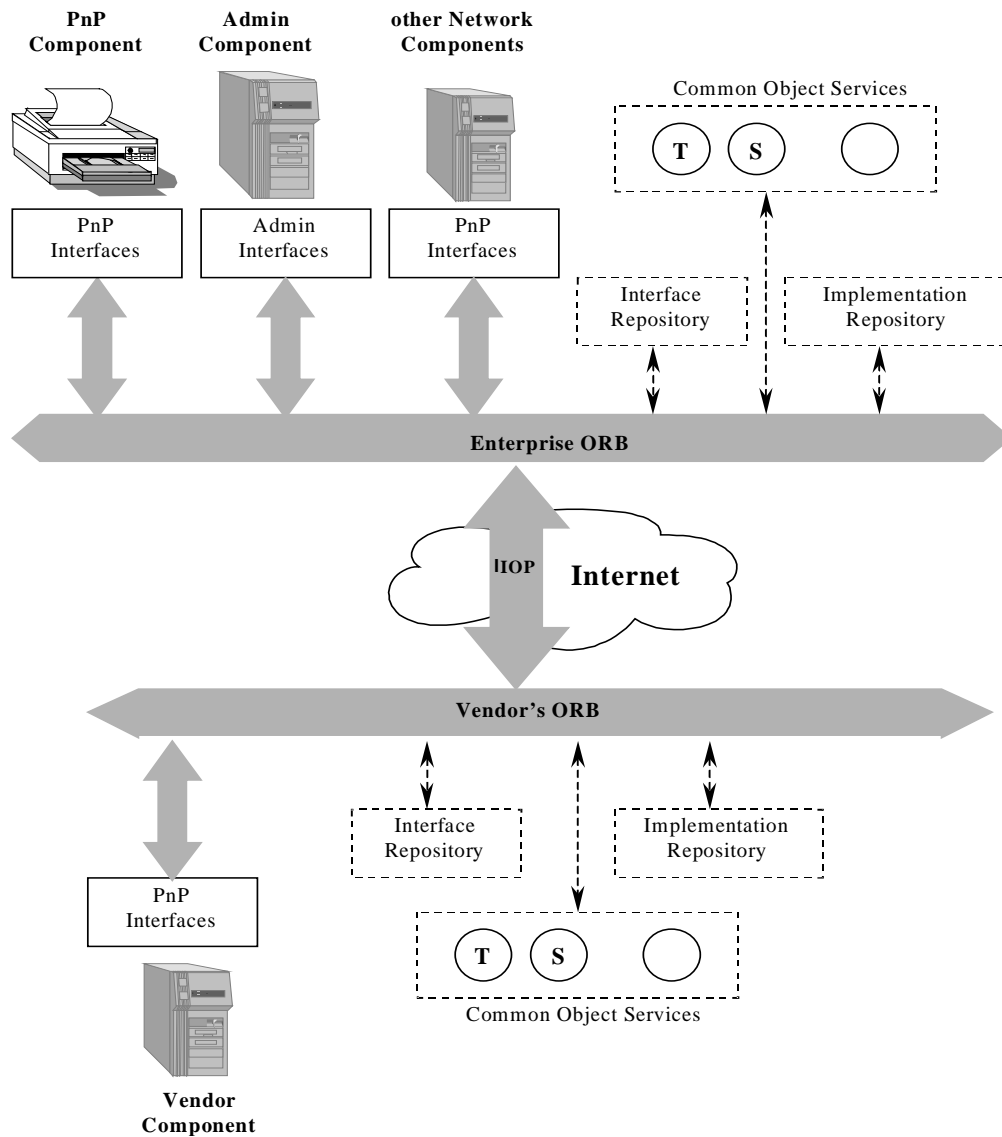 PnP
Component
Admin
Component
other Network
Components
Common Object Services
T
S
PnP
Interfaces
Admin
Interfaces
PnP
Interfaces
Interface
Repository
Implementation
Repository
Enterprise ORB
IIOP
Internet
Vendor's ORB
Interface
Repository
Implementation
Repository
PnP
Interfaces
T
S
Common Object Services
Vendor
Component